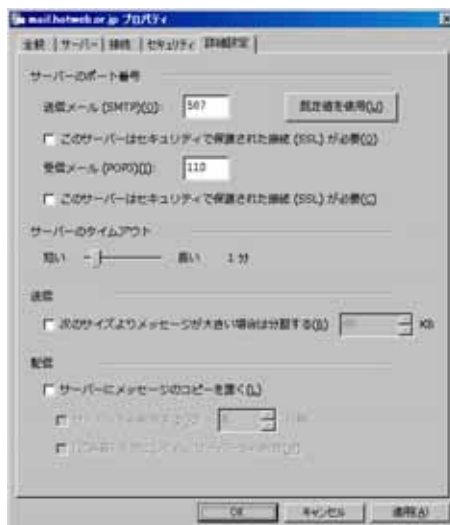 mail.hotweb.or.jp プロパティ
全般 サーバー 接続 セキュリティ 詳細設定
サーバーのポート番号
送信メール (SMTP)(O): 587 既定値を使用(U)
このサーバーはセキュリティで保護された接続 (SSL) が必要(Q)
受信メール (POP3)(I): 110
このサーバーはセキュリティで保護された接続 (SSL) が必要(C)
サーバーのタイムアウト
短い 長い 1 分
送信
次のサイズよりメッセージが大きい場合は分割する(B) KB
配信
サーバーにメッセージのコピーを置く(L)
OK キャンセル 適用(A)